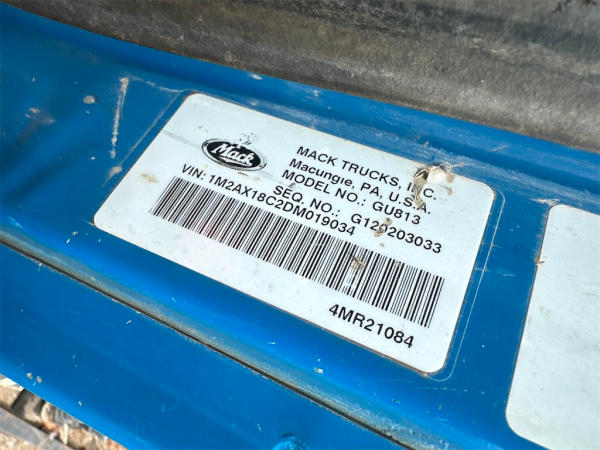 Mack
MACK TRUCKS, INC.
Macungie, PA, U.S.A.
MODEL NO.: GU813
SEQ. NO.: G120203033
VIN: 1M2AX18C2DM019034
4MR21084